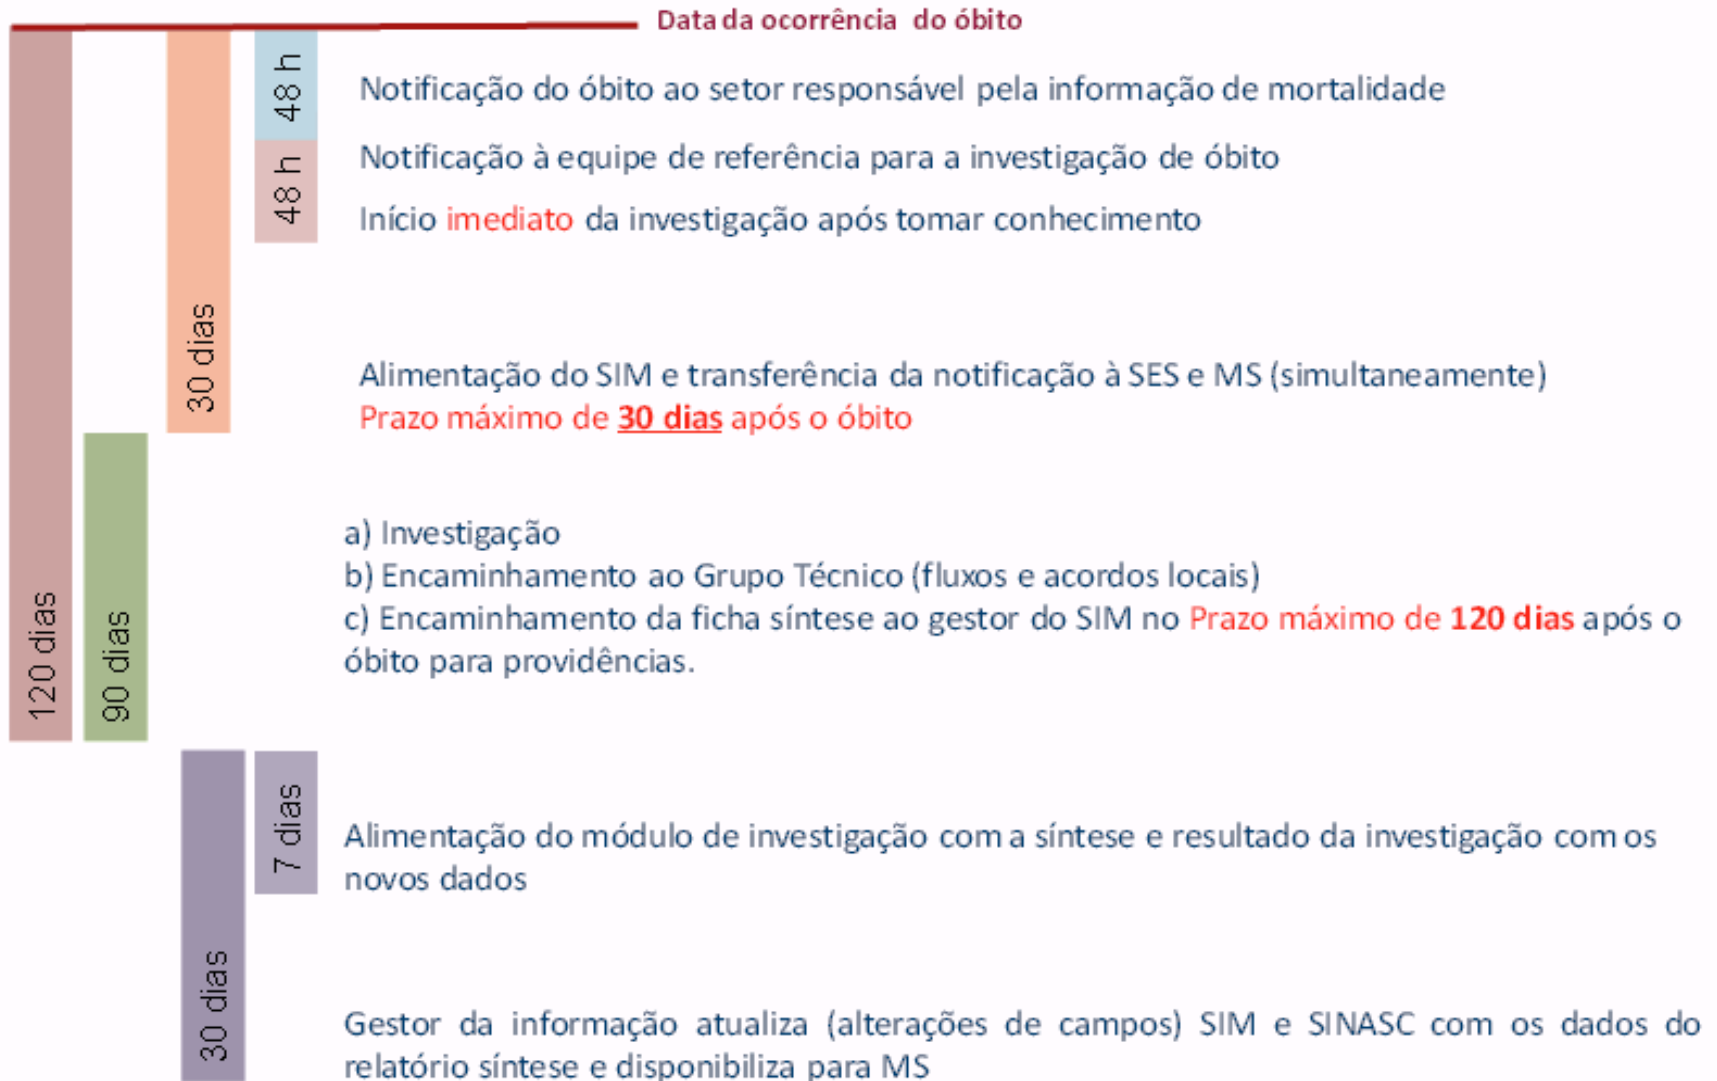 Data da ocorrência do óbito
48 h
Notificação do óbito ao setor responsável pela informação de mortalidade
48 h
Notificação à equipe de referência para a investigação de óbito
Início imediato da investigação após tomar conhecimento
30 dias
Alimentação do SIM e transferência da notificação à SES e MS (simultaneamente)
Prazo máximo de 30 dias após o óbito
120 dias
90 dias
a) Investigação
b) Encaminhamento ao Grupo Técnico (fluxos e acordos locais)
c) Encaminhamento da ficha síntese ao gestor do SIM no Prazo máximo de 120 dias após o
óbito para providências.
7 dias
Alimentação do módulo de investigação com a síntese e resultado da investigação com os
novos dados
30 dias
Gestor da informação atualiza (alterações de campos) SIM e SINASC com os dados do
relatório síntese e disponibiliza para MS